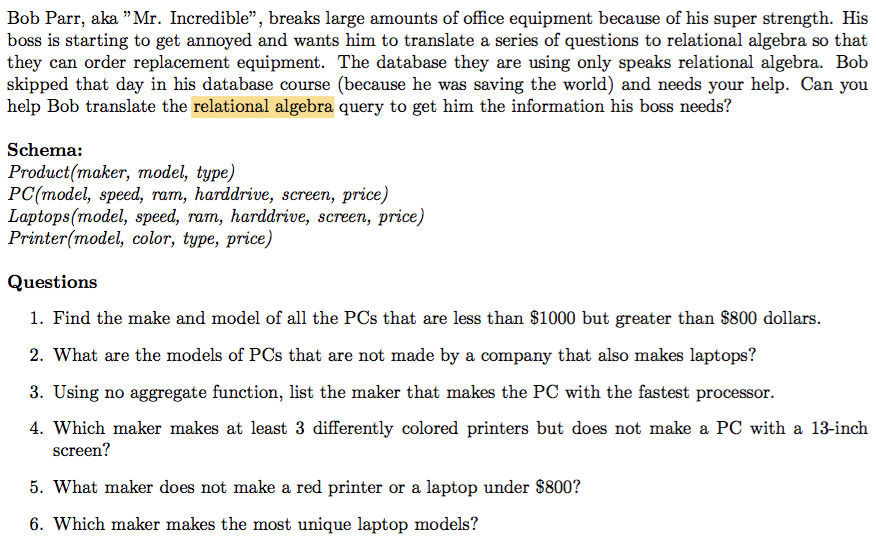 Bob Parr, aka ”Mr. Incredible”, breaks large amounts of office equipment because of his super strength. His
boss is starting to get annoyed and wants him to translate a series of questions to relational algebra so that
they can order replacement equipment. The database they are using only speaks relational algebra. Bob
skipped that day in his database course (because he was saving the world) and needs your help. Can you
help Bob translate the relational algebra query to get him the information his boss needs?
Schema:
Product(maker, model, type)
PC(model, speed, ram, harddrive, screen, price)
Laptops(model, speed, ram, harddrive, screen, price)
Printer(model, color, type, price)
Questions
1. Find the make and model of all the PCs that are less than $1000 but greater than $800 dollars.
2. What are the models of PCs that are not made by a company that also makes laptops?
3. Using no aggregate function, list the maker that makes the PC with the fastest processor.
4. Which maker makes at least 3 differently colored printers but does not make a PC with a 13-inch
screen?
5. What maker does not make a red printer or a laptop under $800?
6. Which maker makes the most unique laptop models?